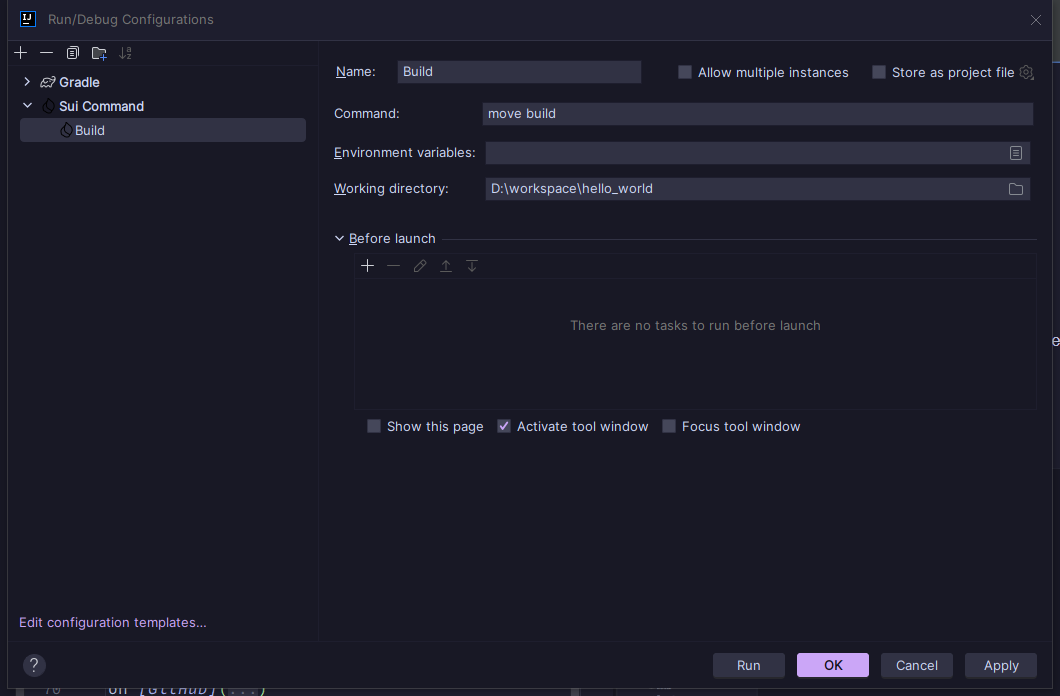 IJ
Run/Debug Configurations
Gradle
Sui Command
Build
Name:
Build
Allow multiple instances
Store as project file
Command:
move build
Environment variables:
Working directory:
D:\workspace\hello_world
Before launch
There are no tasks to run before launch
Show this page
Activate tool window
Focus tool window
Edit configuration templates...
?
Run
OK
Cancel
Apply
e